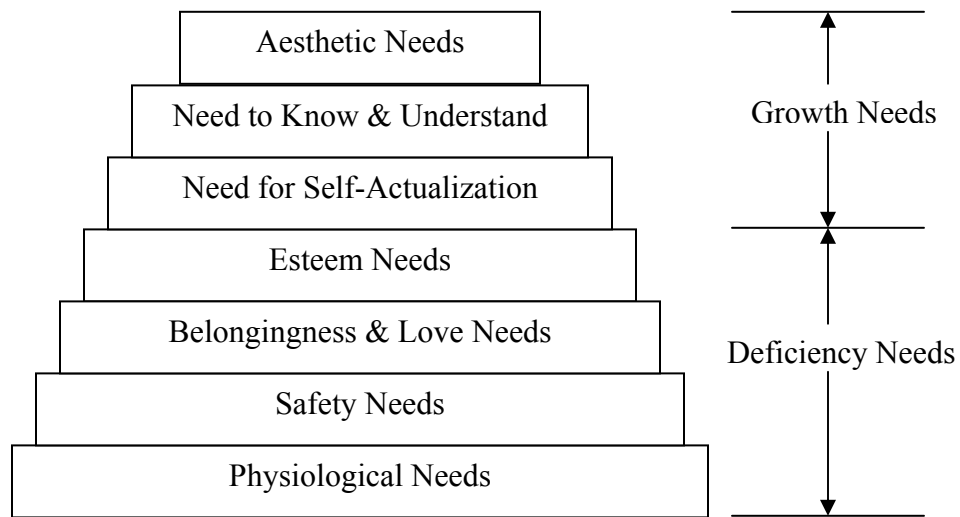 Aesthetic Needs
Need to Know & Understand
Growth Needs
Need for Self-Actualization
Esteem Needs
Belongingness & Love Needs
Deficiency Needs
Safety Needs
Physiological Needs